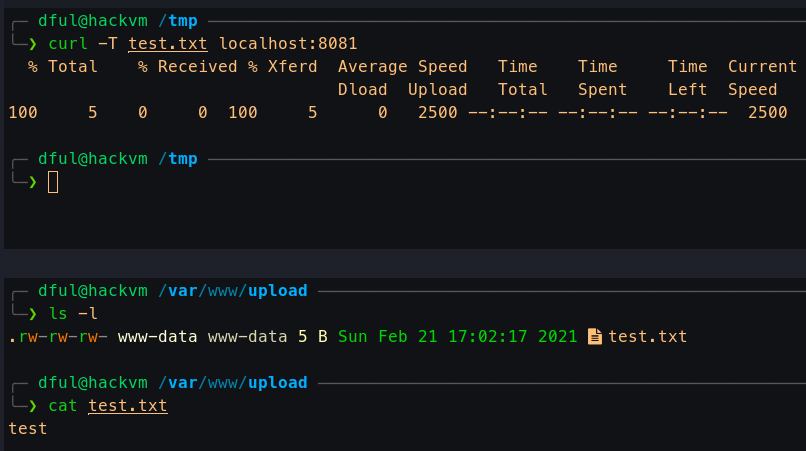 dful@hackvm /tmp
❯ curl -T test.txt localhost:8081
% Total % Received % Xferd Average Speed Time Time Time Current
Dload Upload Total Spent Left Speed
100 5 0 0 100 5 0 2500 --:--:-- --:--:-- --:--:-- 2500
dful@hackvm /tmp
❯
dful@hackvm /var/www/upload
❯ ls -l
.rw-rw-rw- www-data www-data 5 B Sun Feb 21 17:02:17 2021 test.txt
dful@hackvm /var/www/upload
❯ cat test.txt
test